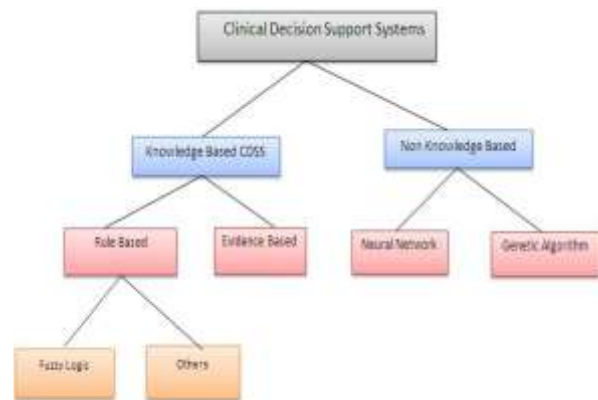 Clinical Decision Support Systems
Knowledge Based CDSS
Non Knowledge Based
Rule Based
Evidence Based
Neural Network
Genetic Algorithm
Fuzzy Logic
Others